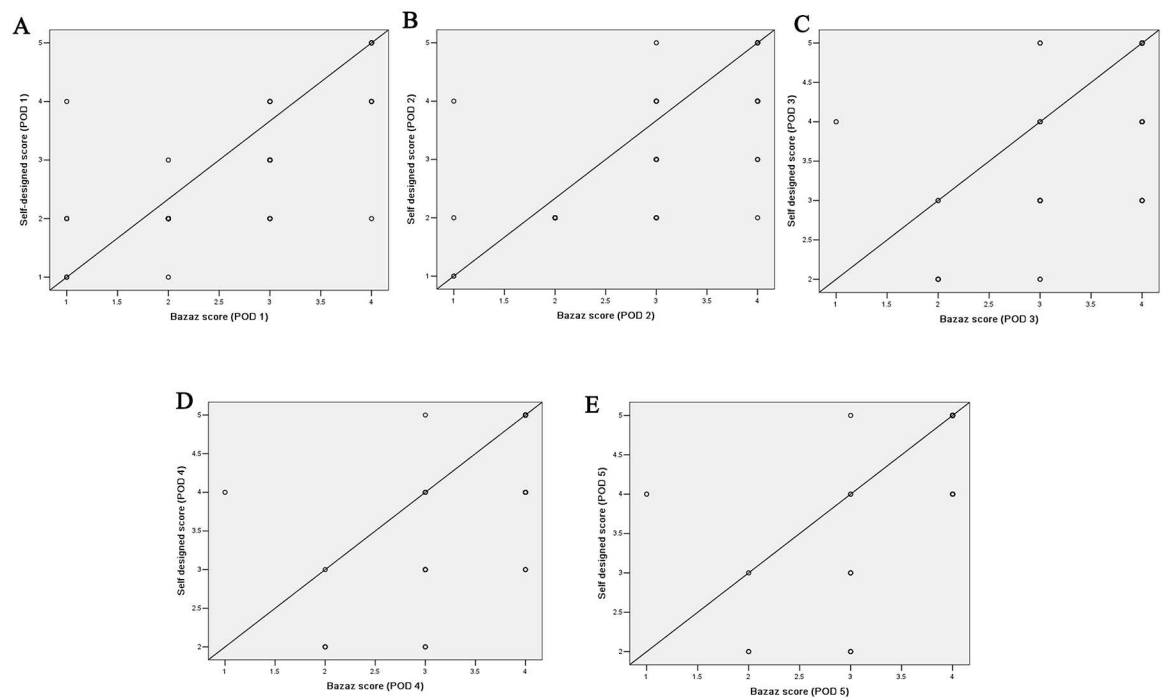 A
5
4
3
2
1
Self-designed score (POD 1)
1 1.5 2 2.5 3 3.5 4
Bazaz score (POD 1)
B
5
4
3
2
1
Self designed score (POD 2)
1 1.5 2 2.5 3 3.5 4
Bazaz score (POD 2)
C
5
4.5
4
3.5
3
2.5
2
Self designed score (POD 3)
1 1.5 2 2.5 3 3.5 4
Bazaz score (POD 3)
D
5
4.5
4
3.5
3
2.5
2
Self designed score (POD 4)
1 1.5 2 2.5 3 3.5 4
Bazaz score (POD 4)
E
5
4.5
4
3.5
3
2.5
2
Self designed score (POD 5)
1 1.5 2 2.5 3 3.5 4
Bazaz score (POD 5)